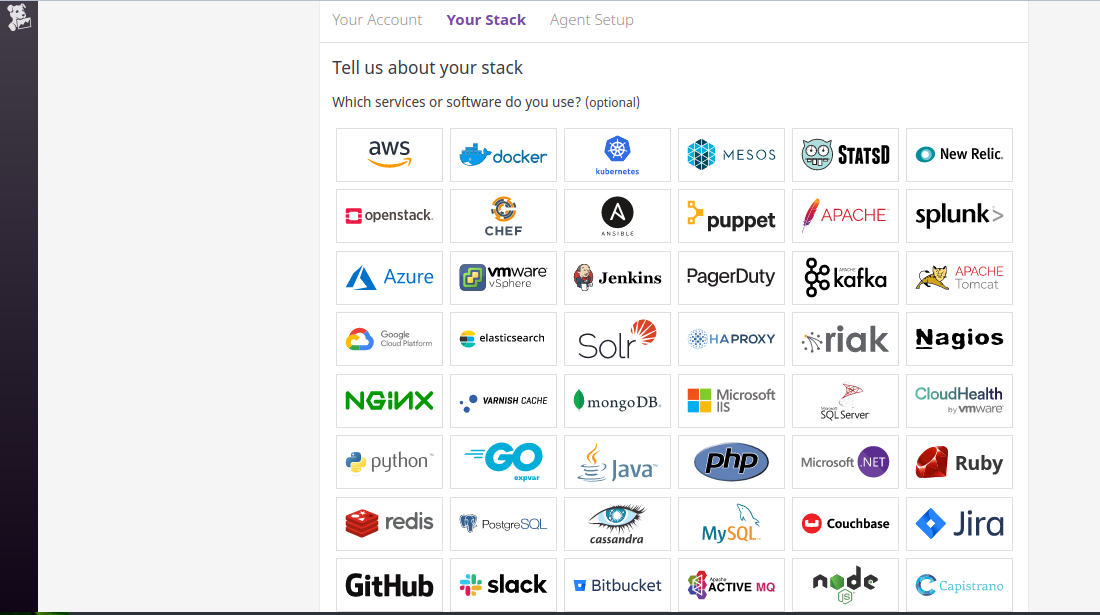 Your Account Your Stack Agent Setup
Tell us about your stack
Which services or software do you use? (optional)
aws docker kubernetes MESOS STATSD New Relic.
openstack. CHEF ANSIBLE puppet APACHE splunk>
Azure vmware vSphere Jenkins PagerDuty APACHE kafka APACHE Tomcat
Google Cloud Platform elasticsearch Solr HAPROXY riak Nagios
NGINX VARNISH CACHE mongoDB. Microsoft IIS Microsoft SQL Server CloudHealth by vmware
python™ GO expvar Java™ php Microsoft .NET Ruby
redis PostgreSQL cassandra MySQL™ Couchbase Jira
GitHub slack Bitbucket Apache ACTIVE MQ node JS Capistrano